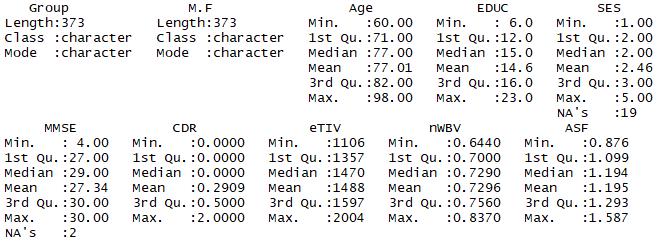 Group               M.F                 Age             EDUC           SES
Length:373         Length:373         Min.   :60.00   Min.   : 6.0   Min.   :1.00
Class :character   Class :character   1st Qu.:71.00   1st Qu.:12.0   1st Qu.:2.00
Mode  :character   Mode  :character   Median :77.00   Median :15.0   Median :2.00
                                      Mean   :77.01   Mean   :14.6   Mean   :2.46
                                      3rd Qu.:82.00   3rd Qu.:16.0   3rd Qu.:3.00
                                      Max.   :98.00   Max.   :23.0   Max.   :5.00
                                                                     NA's   :19
     MMSE            CDR              eTIV           nWBV             ASF
Min.   : 4.00   Min.   :0.0000   Min.   :1106   Min.   :0.6440   Min.   :0.876
1st Qu.:27.00   1st Qu.:0.0000   1st Qu.:1357   1st Qu.:0.7000   1st Qu.:1.099
Median :29.00   Median :0.0000   Median :1470   Median :0.7290   Median :1.194
Mean   :27.34   Mean   :0.2909   Mean   :1488   Mean   :0.7296   Mean   :1.195
3rd Qu.:30.00   3rd Qu.:0.5000   3rd Qu.:1597   3rd Qu.:0.7560   3rd Qu.:1.293
Max.   :30.00   Max.   :2.0000   Max.   :2004   Max.   :0.8370   Max.   :1.587
NA's   :2